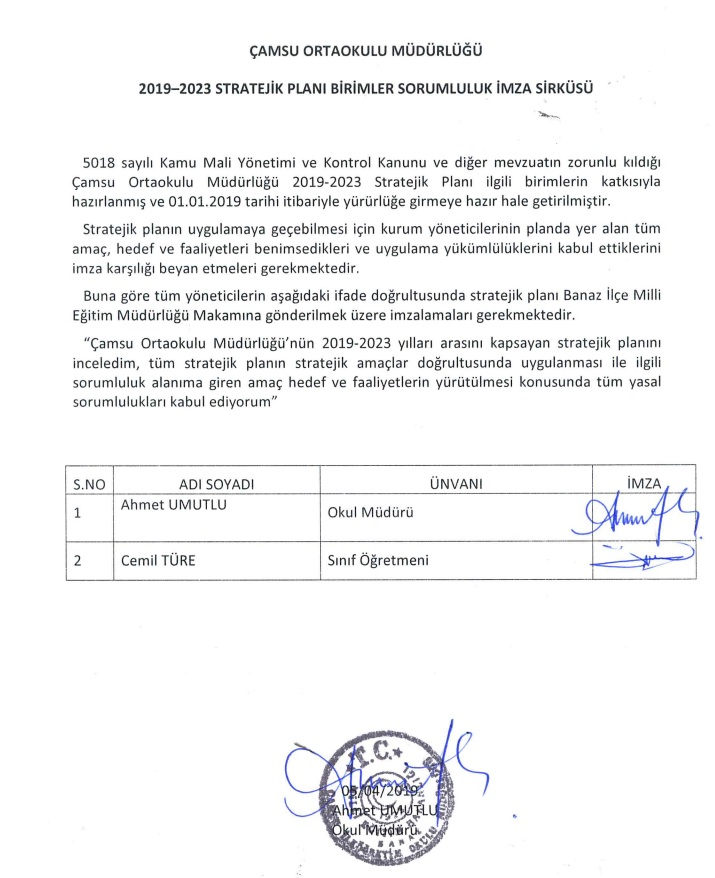 ÇAMSU ORTAOKULU MÜDÜRLÜĞÜ
2019–2023 STRATEJİK PLANI BİRİMLER SORUMLULUK İMZA SİRKÜSÜ
5018 sayılı Kamu Mali Yönetimi ve Kontrol Kanunu ve diğer mevzuatın zorunlu kıldığı
Çamsu Ortaokulu Müdürlüğü 2019-2023 Stratejik Planı ilgili birimlerin katkısıyla
hazırlanmış ve 01.01.2019 tarihi itibariyle yürürlüğe girmeye hazır hale getirilmiştir.
Stratejik planın uygulamaya geçebilmesi için kurum yöneticilerinin planda yer alan tüm
amaç, hedef ve faaliyetleri benimsedikleri ve uygulama yükümlülüklerini kabul ettiklerini
imza karşılığı beyan etmeleri gerekmektedir.
Buna göre tüm yöneticilerin aşağıdaki ifade doğrultusunda stratejik planı Banaz İlçe Milli
Eğitim Müdürlüğü Makamına gönderilmek üzere imzalamaları gerekmektedir.
“Çamsu Ortaokulu Müdürlüğü’nün 2019-2023 yılları arasını kapsayan stratejik planını
inceledim, tüm stratejik planın stratejik amaçlar doğrultusunda uygulanması ile ilgili
sorumluluk alanıma giren amaç hedef ve faaliyetlerin yürütülmesi konusunda tüm yasal
sorumlulukları kabul ediyorum”
S.NO ADI SOYADI ÜNVANI İMZA
1 Ahmet UMUTLU Okul Müdürü
2 Cemil TÜRE Sınıf Öğretmeni
T.C.
/04/2019
Ahmet UMUTLU
Okul Müdürü